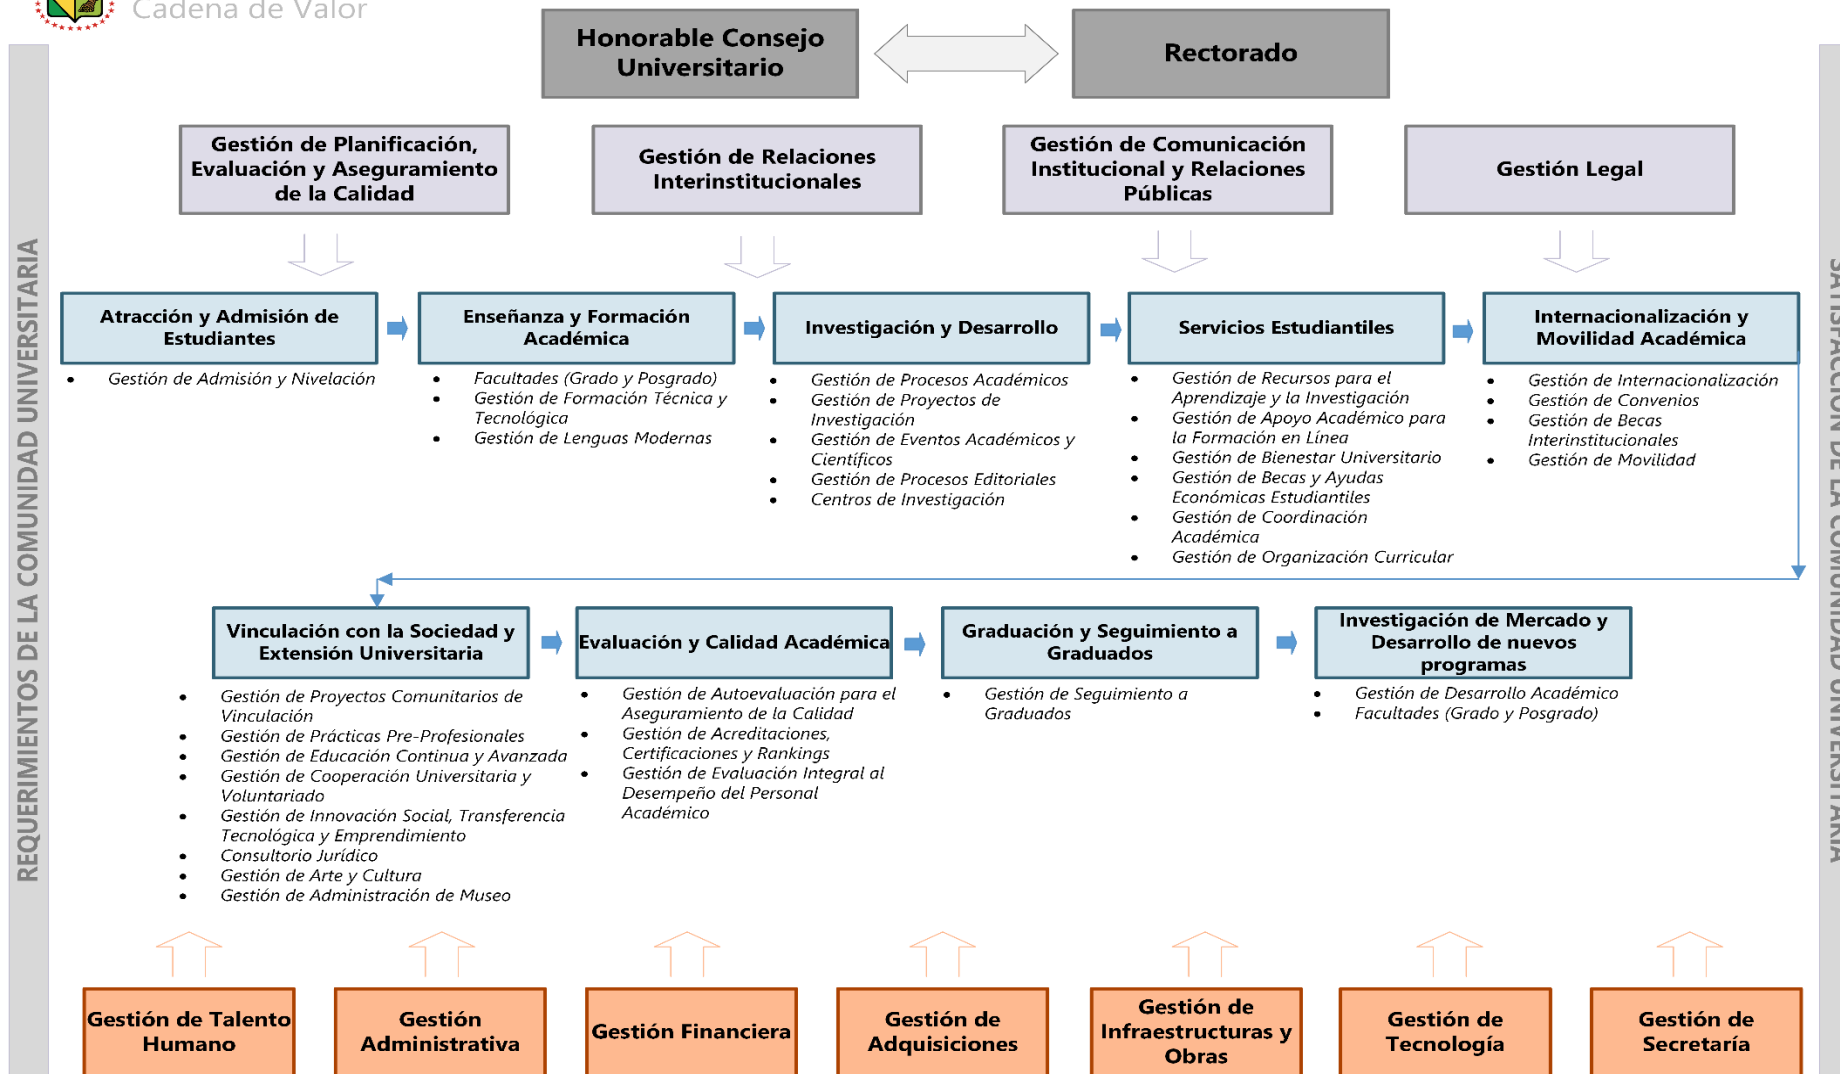 Cadena de Valor
Honorable Consejo
Universitario
Rectorado
REQUERIMIENTOS DE LA COMUNIDAD UNIVERSITARIA
SATISFACCIÓN DE LA COMUNIDAD UNIVERSITARIA
Gestión de Planificación,
Evaluación y Aseguramiento
de la Calidad
Gestión de Relaciones
Interinstitucionales
Gestión de Comunicación
Institucional y Relaciones
Públicas
Gestión Legal
Atracción y Admisión de
Estudiantes
• Gestión de Admisión y Nivelación
Enseñanza y Formación
Académica
• Facultades (Grado y Posgrado)
• Gestión de Formación Técnica y
Tecnológica
• Gestión de Lenguas Modernas
Investigación y Desarrollo
• Gestión de Procesos Académicos
• Gestión de Proyectos de
Investigación
• Gestión de Eventos Académicos y
Científicos
• Gestión de Procesos Editoriales
• Centros de Investigación
Servicios Estudiantiles
• Gestión de Recursos para el
Aprendizaje y la Investigación
• Gestión de Apoyo Académico para
la Formación en Línea
• Gestión de Bienestar Universitario
• Gestión de Becas y Ayudas
Económicas Estudiantiles
• Gestión de Coordinación
Académica
• Gestión de Organización Curricular
Internacionalización y
Movilidad Académica
• Gestión de Internacionalización
• Gestión de Convenios
• Gestión de Becas
Interinstitucionales
• Gestión de Movilidad
Vinculación con la Sociedad y
Extensión Universitaria
• Gestión de Proyectos Comunitarios de
Vinculación
• Gestión de Prácticas Pre-Profesionales
• Gestión de Educación Continua y Avanzada
• Gestión de Cooperación Universitaria y
Voluntariado
• Gestión de Innovación Social, Transferencia
Tecnológica y Emprendimiento
• Consultorio Jurídico
• Gestión de Arte y Cultura
• Gestión de Administración de Museo
Evaluación y Calidad Académica
• Gestión de Autoevaluación para el
Aseguramiento de la Calidad
• Gestión de Acreditaciones,
Certificaciones y Rankings
• Gestión de Evaluación Integral al
Desempeño del Personal
Académico
Graduación y Seguimiento a
Graduados
• Gestión de Seguimiento a
Graduados
Investigación de Mercado y
Desarrollo de nuevos
programas
• Gestión de Desarrollo Académico
• Facultades (Grado y Posgrado)
Gestión de Talento
Humano
Gestión
Administrativa
Gestión Financiera
Gestión de
Adquisiciones
Gestión de
Infraestructuras y
Obras
Gestión de
Tecnología
Gestión de
Secretaría